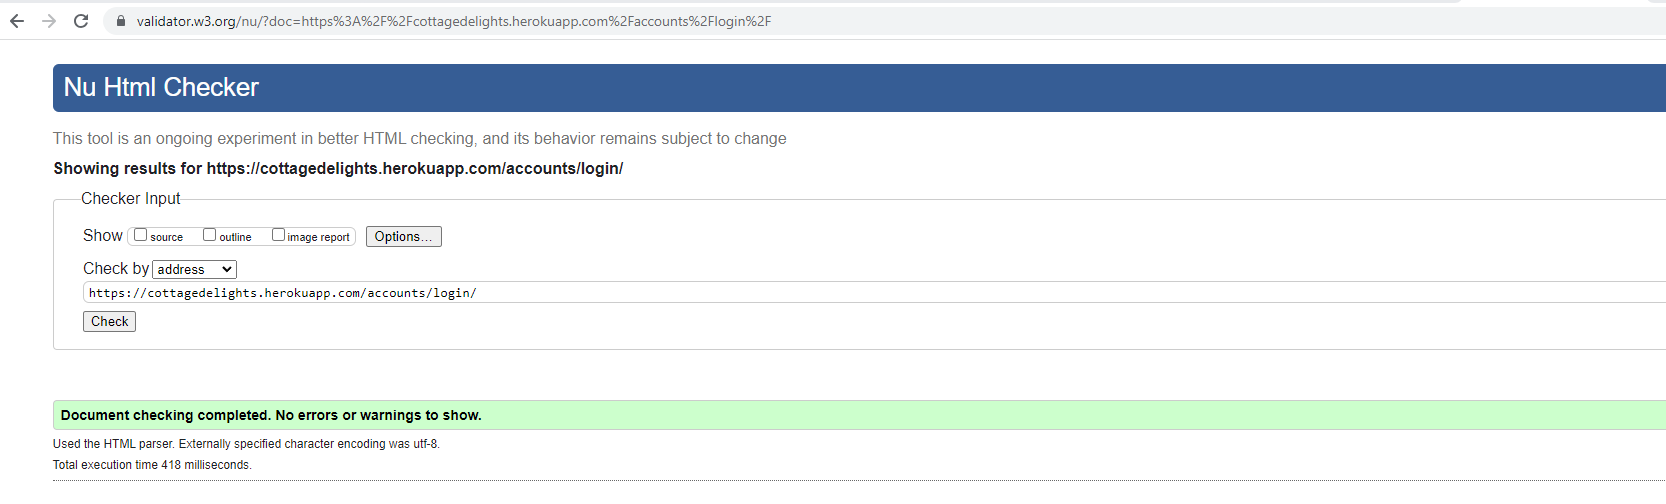 validator.w3.org/nu/?doc=https%3A%2F%2Fcottagedelights.herokuapp.com%2Faccounts%2Flogin%2F
Nu Html Checker
This tool is an ongoing experiment in better HTML checking, and its behavior remains subject to change
Showing results for https://cottagedelights.herokuapp.com/accounts/login/
Checker Input
Show source outline image report Options...
Check by address
https://cottagedelights.herokuapp.com/accounts/login/
Check
Document checking completed. No errors or warnings to show.
Used the HTML parser. Externally specified character encoding was utf-8.
Total execution time 418 milliseconds.